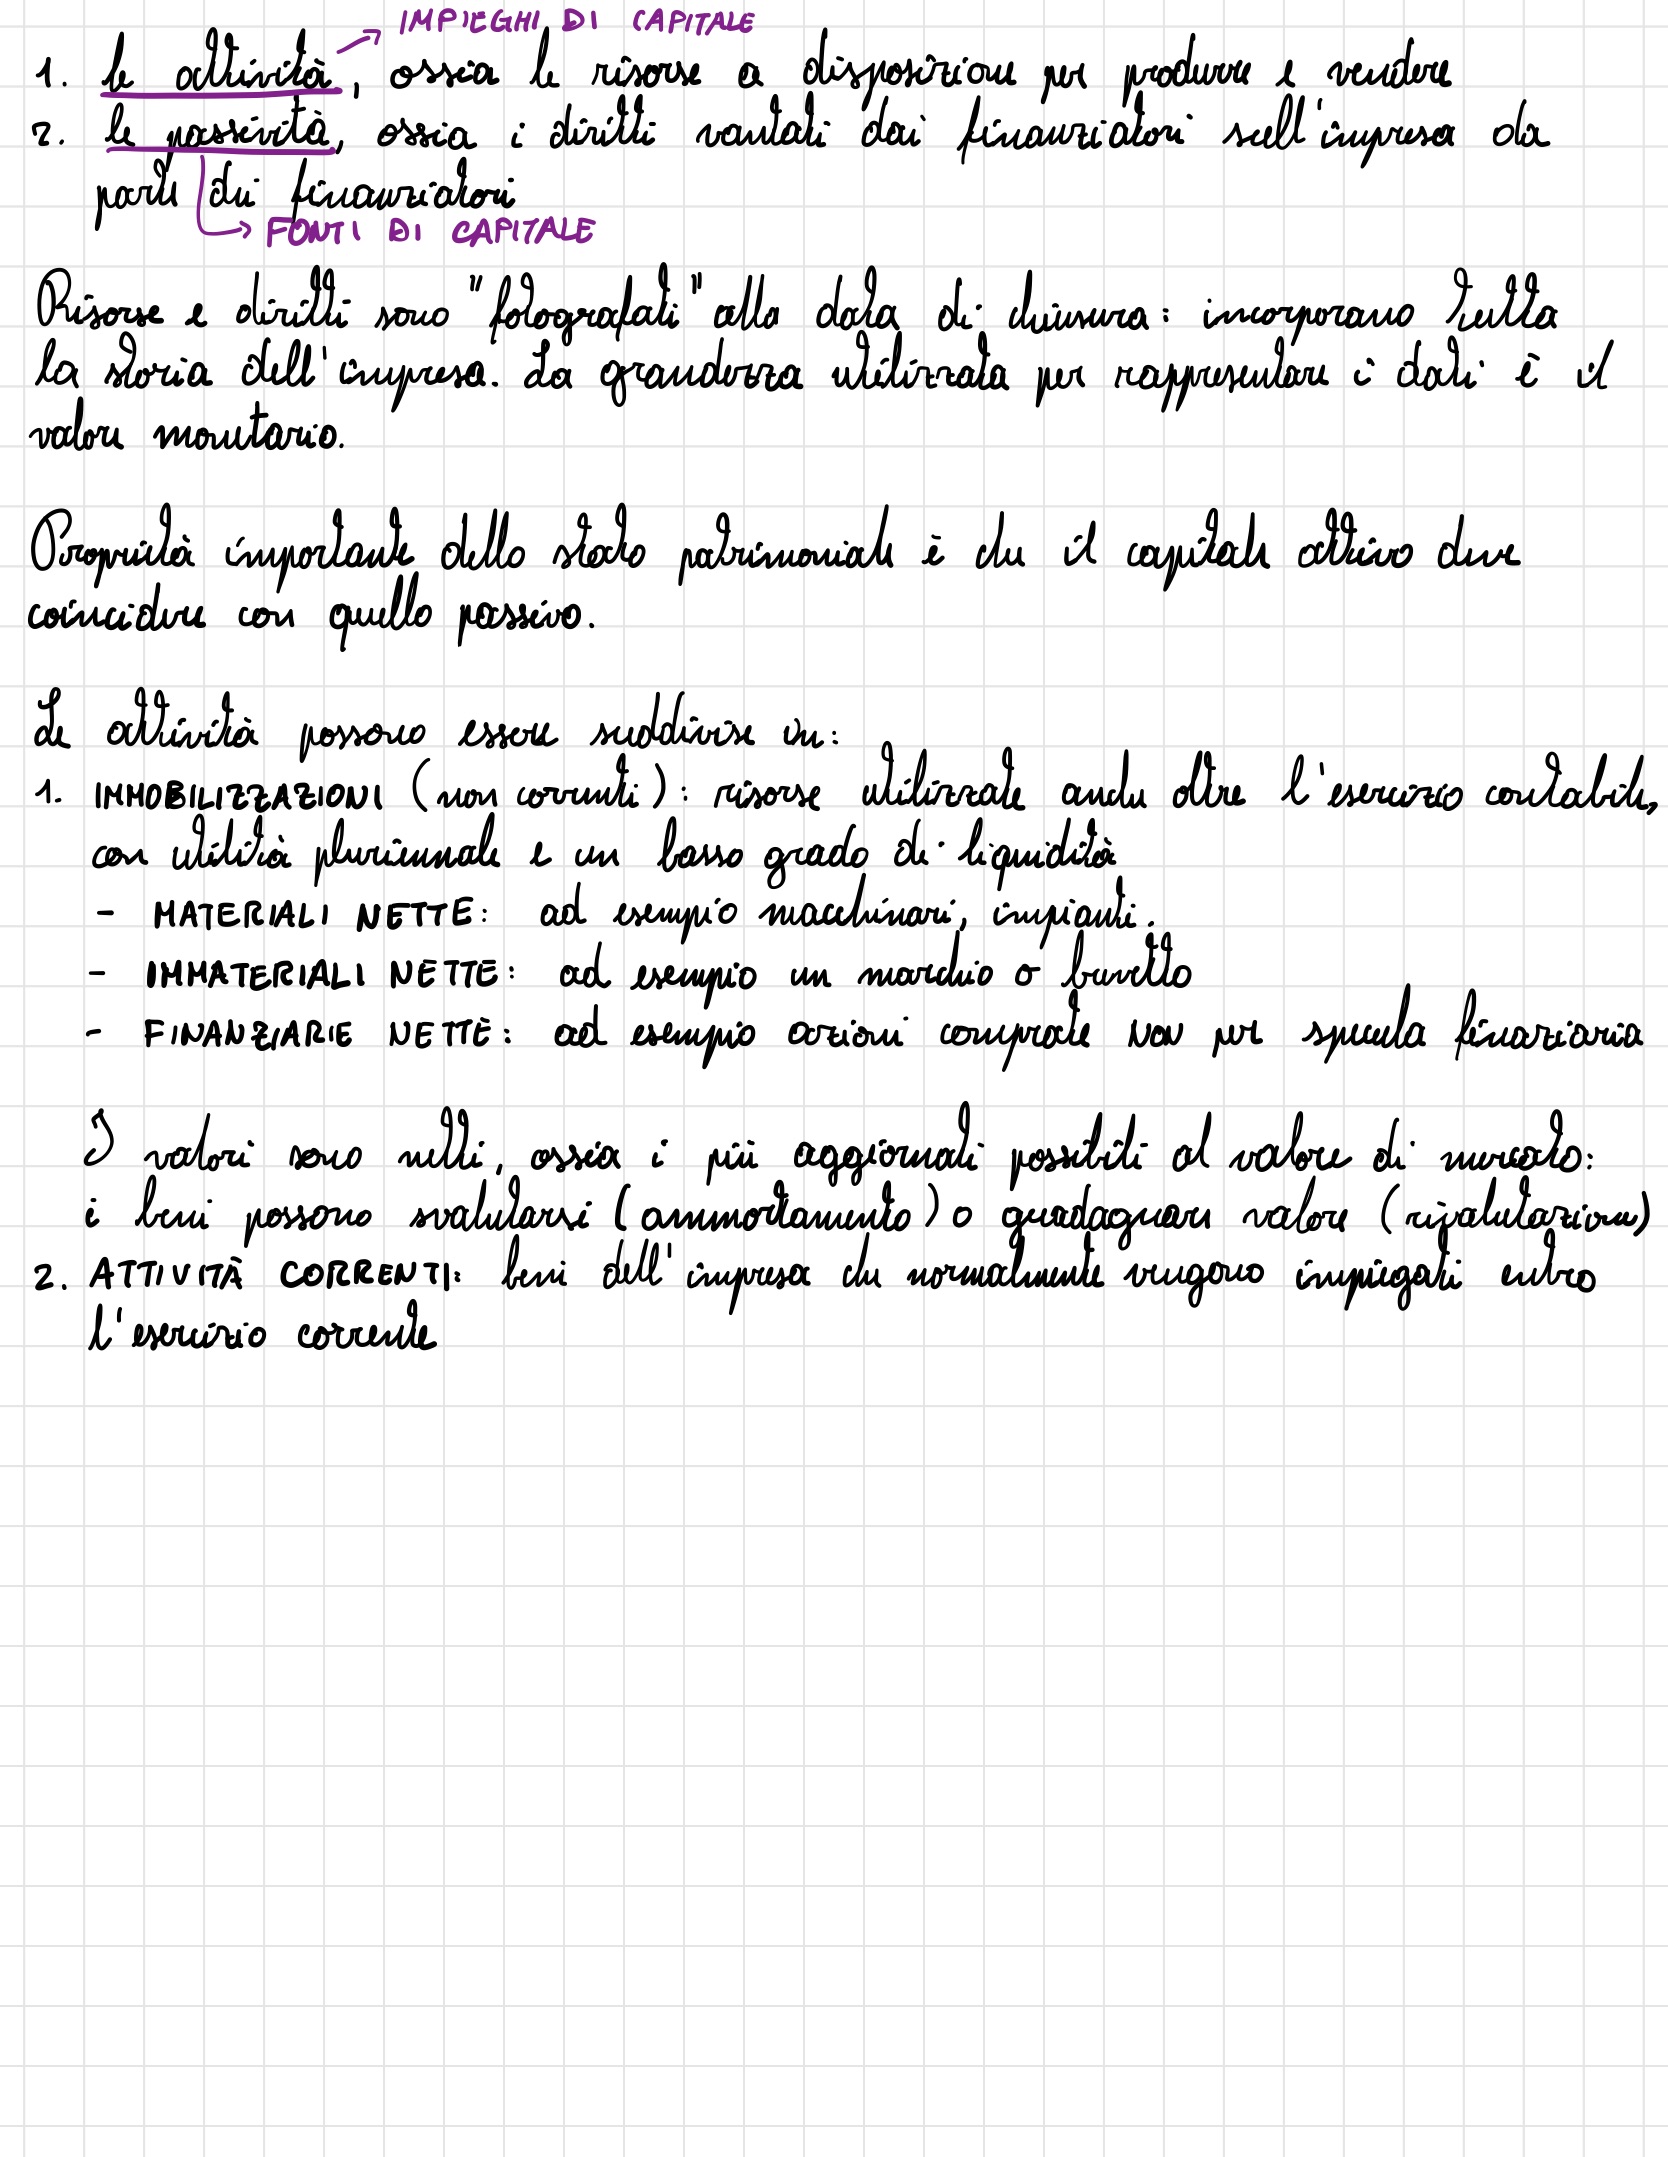 IMPIEGHI DI CAPITALE
1. le attività, ossia le risorse a disposizione per produrre e vendere
2. le passività, ossia i diritti vantati dai finanziatori sull'impresa da
parte dei finanziatori
FONTI DI CAPITALE
Risorse e diritti sono "fotografati" alla data di chiusura: incorporano tutta
la storia dell'impresa. La grandezza utilizzata per rappresentare i dati è il
valore monetario.
Proprietà importante dello stato patrimoniale è che il capitale attivo deve
coincidere con quello passivo.
Le attività possono essere suddivise in:
1. IMMOBILIZZAZIONI (non correnti): risorse utilizzate anche oltre l'esercizio contabile,
con utilità pluriennale e un basso grado di liquidità
- MATERIALI NETTE: ad esempio macchinari, impianti.
- IMMATERIALI NETTE: ad esempio un marchio o brevetto
- FINANZIARIE NETTE: ad esempio azioni comprate NON per specula finaziaria
I valori sono netti, ossia i più aggiornati possibili al valore di mercato:
i beni possono svalutarsi (ammortamento) o guadagnare valore (rivalutazione)
2. ATTIVITÀ CORRENTI: beni dell'impresa che normalmente vengono impiegati entro
l'esercizio corrente